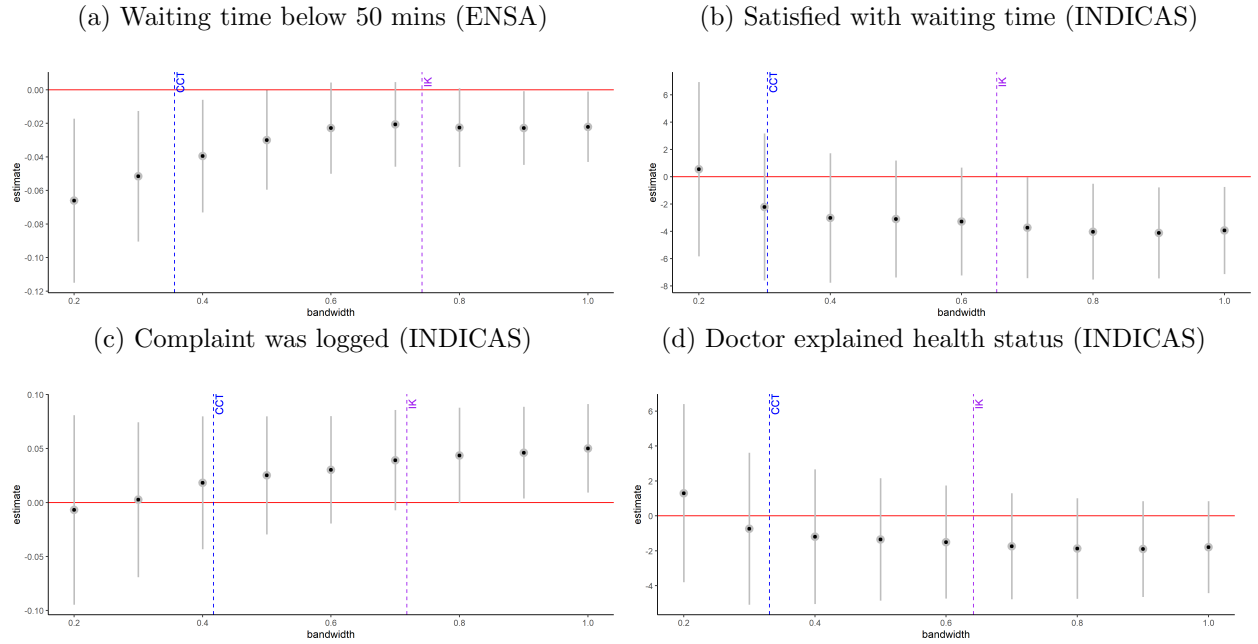 (a) Waiting time below 50 mins (ENSA)
CCT
IK
0.00
-0.02
-0.04
-0.06
-0.08
-0.10
-0.12
estimate
0.2 0.4 0.6 0.8 1.0
bandwidth
(b) Satisfied with waiting time (INDICAS)
CCT
IK
6
4
2
0
-2
-4
-6
-8
estimate
0.2 0.4 0.6 0.8 1.0
bandwidth
(c) Complaint was logged (INDICAS)
CCT
IK
0.10
0.05
0.00
-0.05
-0.10
estimate
0.2 0.4 0.6 0.8 1.0
bandwidth
(d) Doctor explained health status (INDICAS)
CCT
IK
6
4
2
0
-2
-4
estimate
0.2 0.4 0.6 0.8 1.0
bandwidth